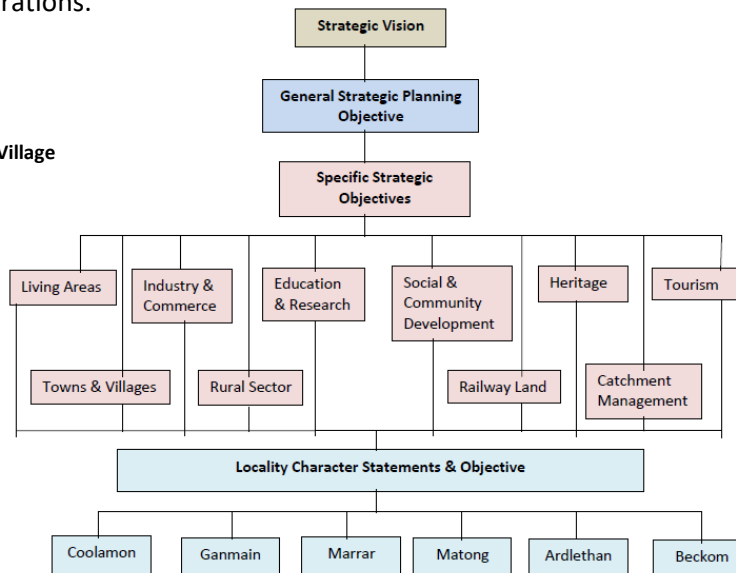 rations.
Strategic Vision
General Strategic Planning
Objective
Village
Specific Strategic
Objectives
Living Areas
Industry &
Commerce
Education
& Research
Social &
Community
Development
Heritage
Tourism
Towns & Villages
Rural Sector
Railway Land
Catchment
Management
Locality Character Statements & Objective
Coolamon
Ganmain
Marrar
Matong
Ardlethan
Beckom